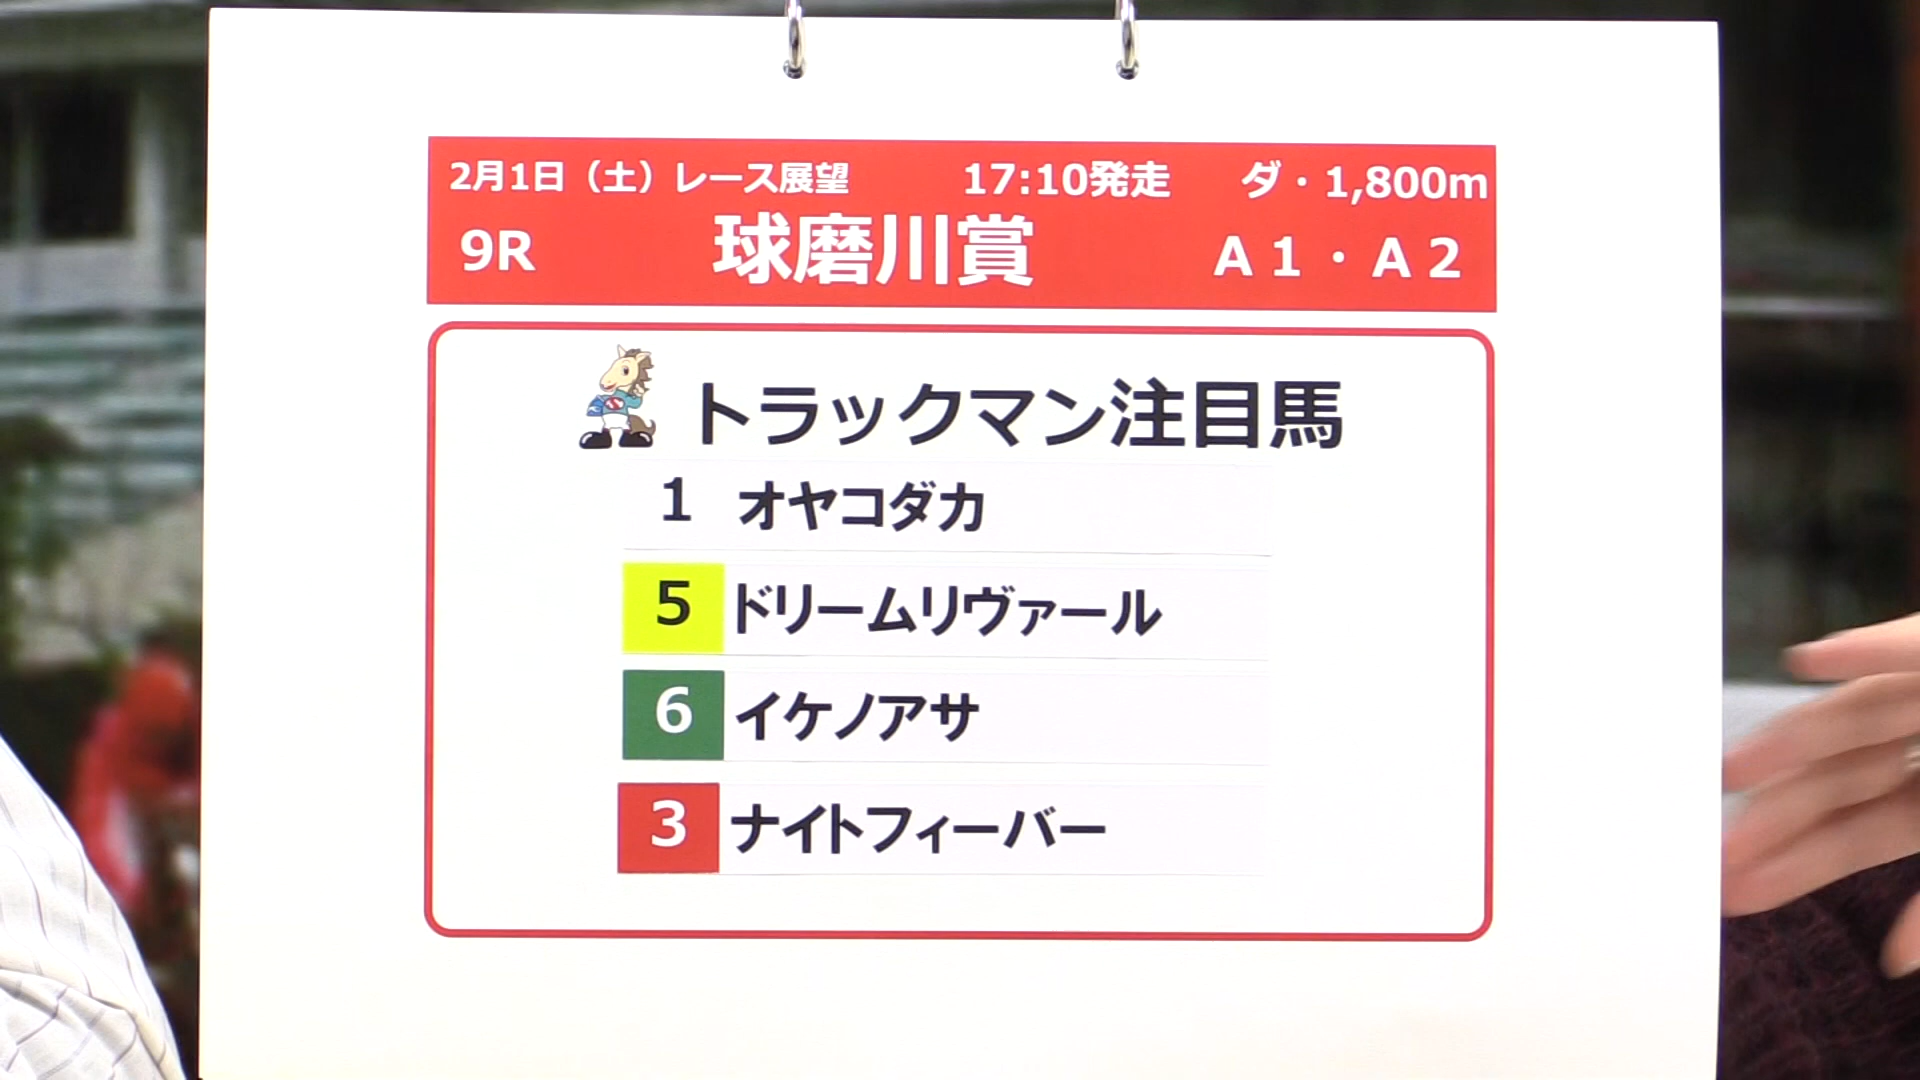 2月1日（土）レース展望 17:10発走 ダ・1,800m
9R 球磨川賞 A1・A2
トラックマン注目馬
1 オヤコダカ
5 ドリームリヴァール
6 イケノアサ
3 ナイトフィーバー